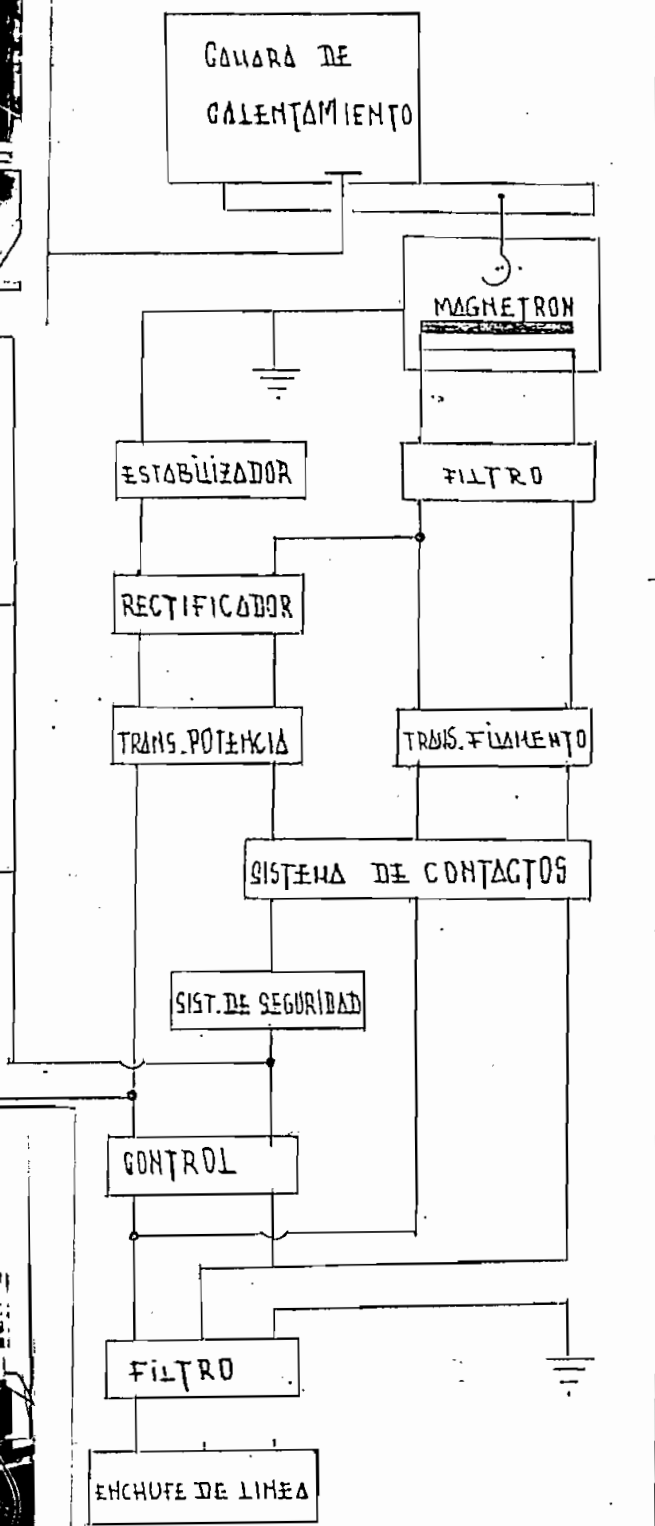 CAMARA DE
CALENTAMIENTO
MAGNETRON
ESTABILIZADOR
FILTRO
RECTIFICADOR
TRANS. POTENCIA
TRANS. FILAMENTO
SISTEMA DE CONTACTOS
SIST. DE SEGURIDAD
CONTROL
FILTRO
ENCHUFE DE LINEA